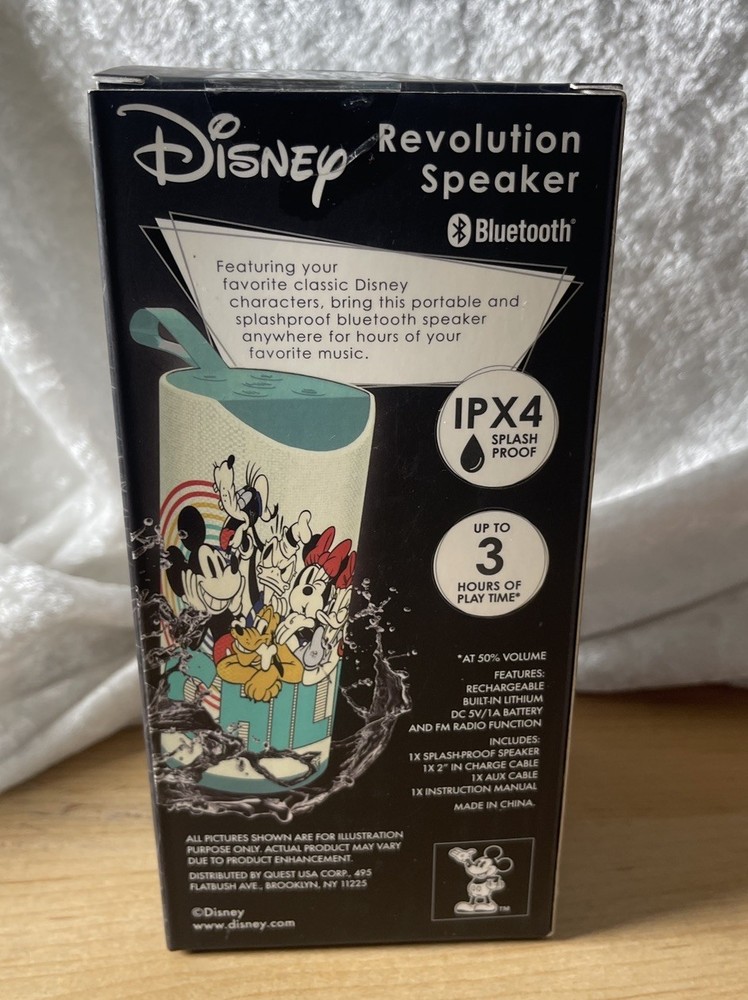 Disney
Revolution
Speaker
Bluetooth®
Featuring your
favorite classic Disney
characters, bring this portable and
splashproof bluetooth speaker
anywhere for hours of your
favorite music.
IPX4
SPLASH
PROOF
UP TO
3
HOURS OF
PLAY TIME*
*AT 50% VOLUME
FEATURES:
RECHARGEABLE
BUILT-IN LITHIUM
DC 5V/1A BATTERY
AND FM RADIO FUNCTION
INCLUDES:
1X SPLASH-PROOF SPEAKER
1X 2" IN CHARGE CABLE
1X AUX CABLE
1X INSTRUCTION MANUAL
MADE IN CHINA.
ALL PICTURES SHOWN ARE FOR ILLUSTRATION
PURPOSE ONLY. ACTUAL PRODUCT MAY VARY
DUE TO PRODUCT ENHANCEMENT.
DISTRIBUTED BY QUEST USA CORP., 495
FLATBUSH AVE., BROOKLYN, NY 11225
©Disney
www.disney.com
TM